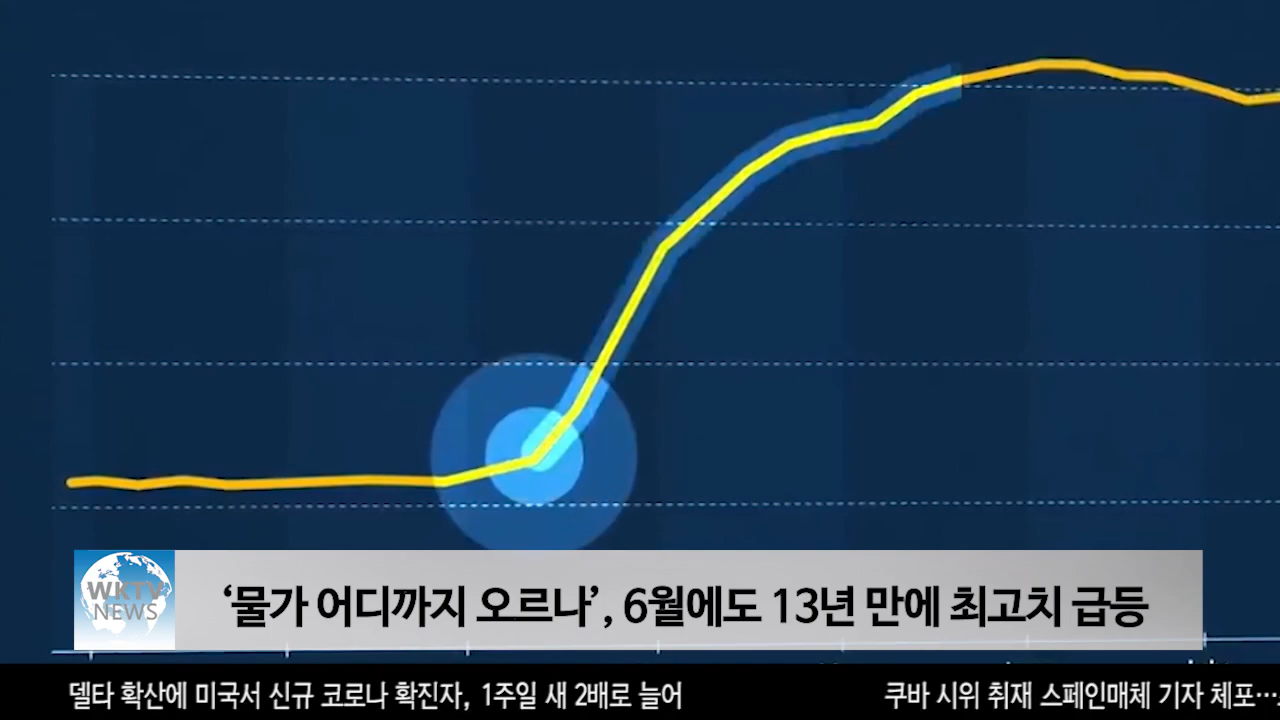 WKTV
NEWS
‘물가 어디까지 오르나’, 6월에도 13년 만에 최고치 급등
델타 확산에 미국서 신규 코로나 확진자, 1주일 새 2배로 늘어
쿠바 시위 취재 스페인매체 기자 체포…